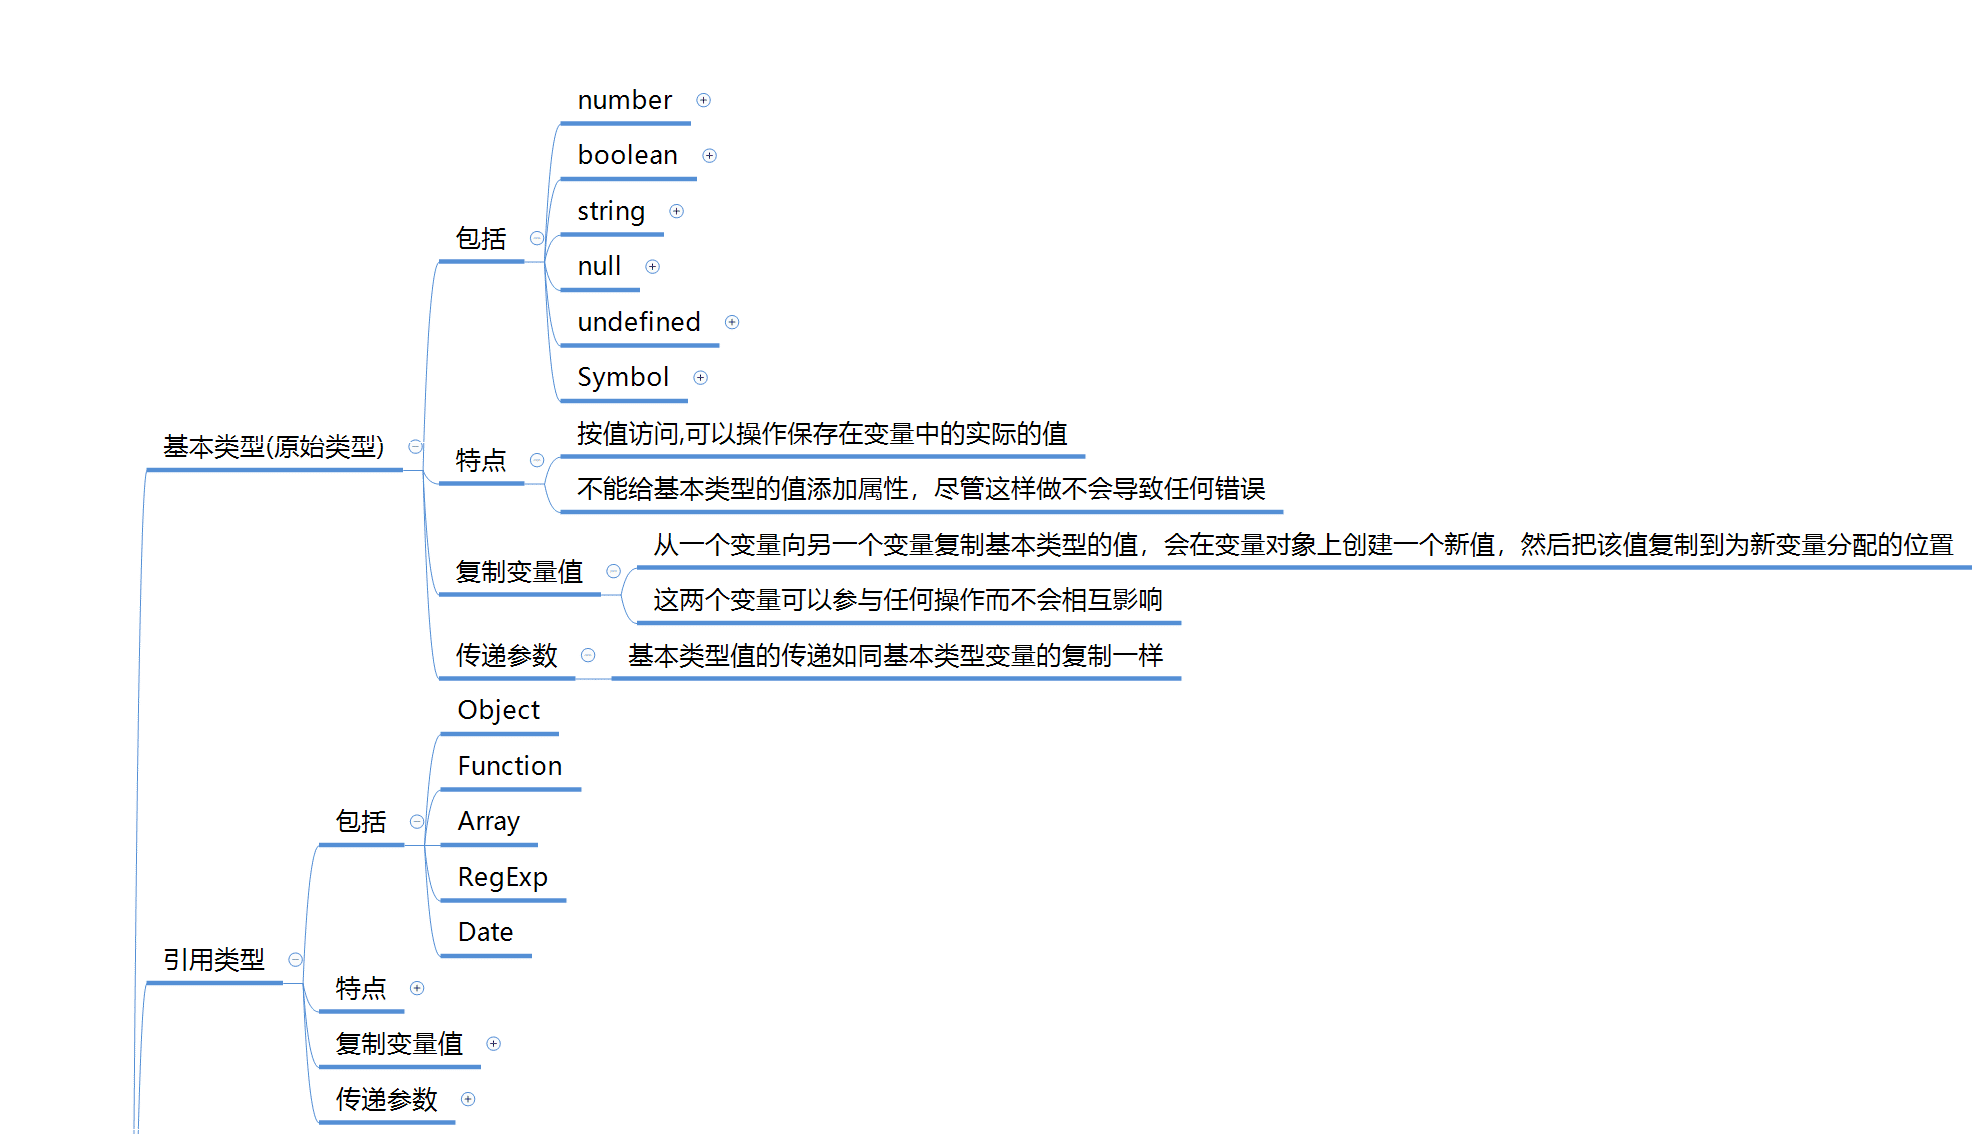 number
boolean
string
包括
null
undefined
Symbol
基本类型(原始类型)
特点
按值访问,可以操作保存在变量中的实际的值
不能给基本类型的值添加属性，尽管这样做不会导致任何错误
复制变量值
从一个变量向另一个变量复制基本类型的值，会在变量对象上创建一个新值，然后把该值复制到为新变量分配的位置
这两个变量可以参与任何操作而不会相互影响
传递参数
基本类型值的传递如同基本类型变量的复制一样
Object
Function
包括
Array
RegExp
Date
引用类型
特点
复制变量值
传递参数